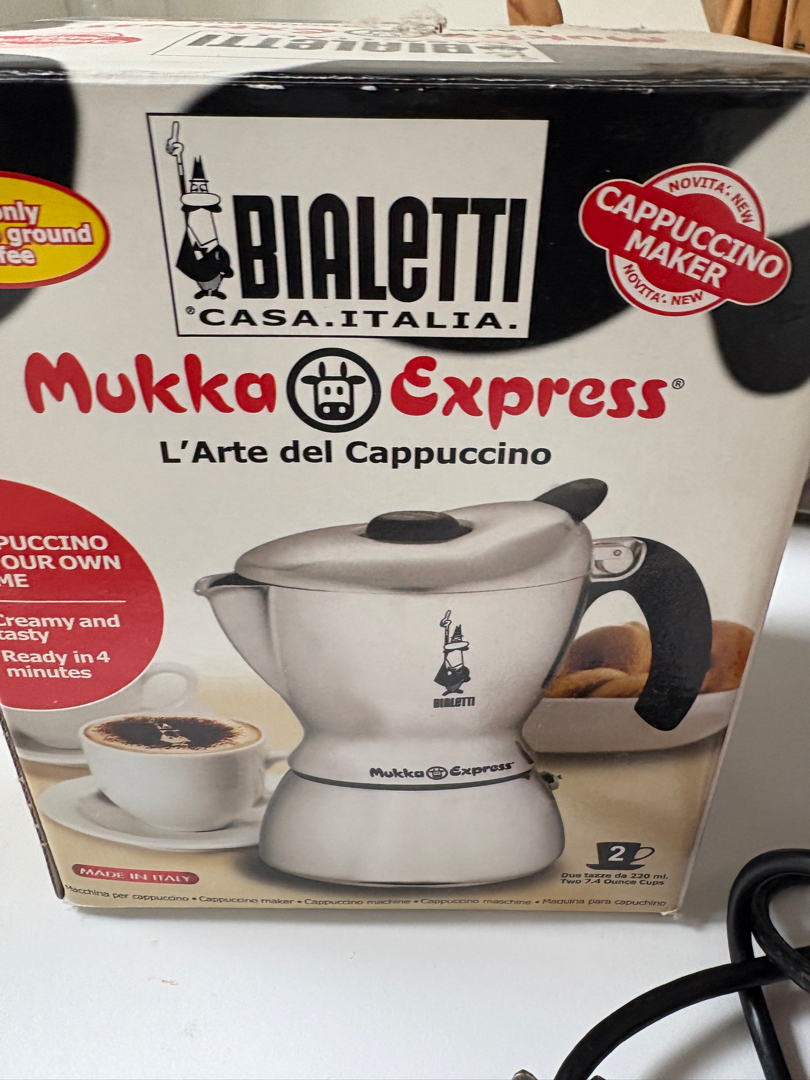 BIALETTI
only
ground
fee
NOVITA'. NEW
CAPPUCCINO
MAKER
NOVITA'. NEW
BIALETTI
®CASA.ITALIA.
Mukka Express®
L'Arte del Cappuccino
PUCCINO
OUR OWN
ME
Creamy and
tasty
Ready in 4
minutes
BIALETTI
Mukka Express
MADE IN ITALY
2
Due tazze da 220 ml.
Two 7.4 Ounce Cups
Macchina per cappuccino • Cappuccino maker • Cappuccino machine • Cappuccino maschine • Maquina para capuchino